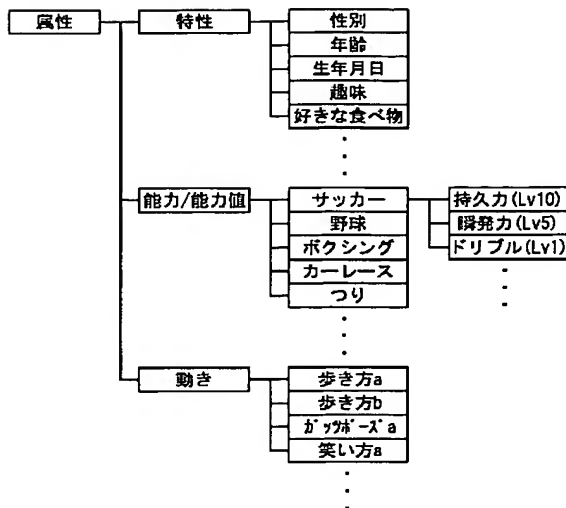 属性
特性
性別
年齢
生年月日
趣味
好きな食べ物
能力/能力値
サッカー
持久力(Lv10)
野球
瞬発力(Lv5)
ボクシング
ドリブル(Lv1)
カーレース
つり
動き
歩き方a
歩き方b
ガッツポーズa
笑い方a